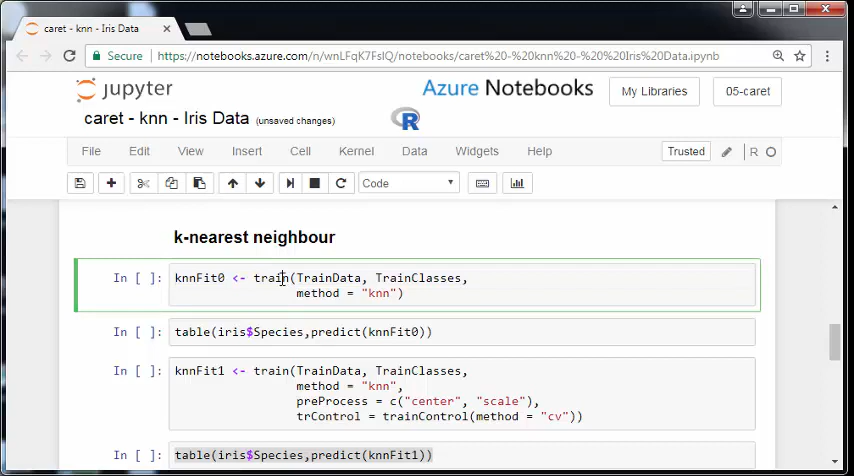 caret - knn - Iris Data
Secure https://notebooks.azure.com/n/wnLFqK7FslQ/notebooks/caret%20-%20knn%20-%20%20Iris%20Data.ipynb
jupyter
Azure Notebooks
My Libraries
05-caret
caret - knn - Iris Data (unsaved changes)
R
File Edit View Insert Cell Kernel Data Widgets Help Trusted R
Code
k-nearest neighbour
In [ ]: knnFit0 <- train(TrainData, TrainClasses,
method = "knn")
In [ ]: table(iris$Species,predict(knnFit0))
In [ ]: knnFit1 <- train(TrainData, TrainClasses,
method = "knn",
preProcess = c("center", "scale"),
trControl = trainControl(method = "cv"))
In [ ]: table(iris$Species,predict(knnFit1))